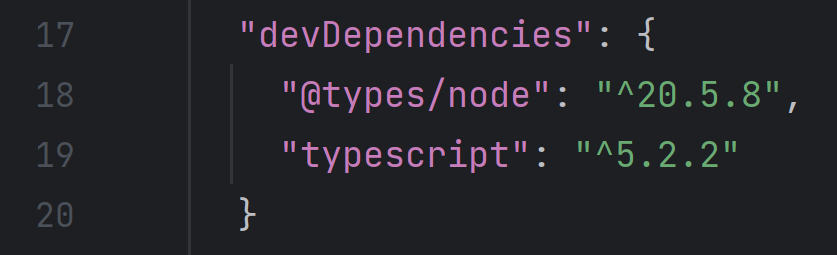 17 "devDependencies": {
18 "@types/node": "^20.5.8",
19 "typescript": "^5.2.2"
20 }